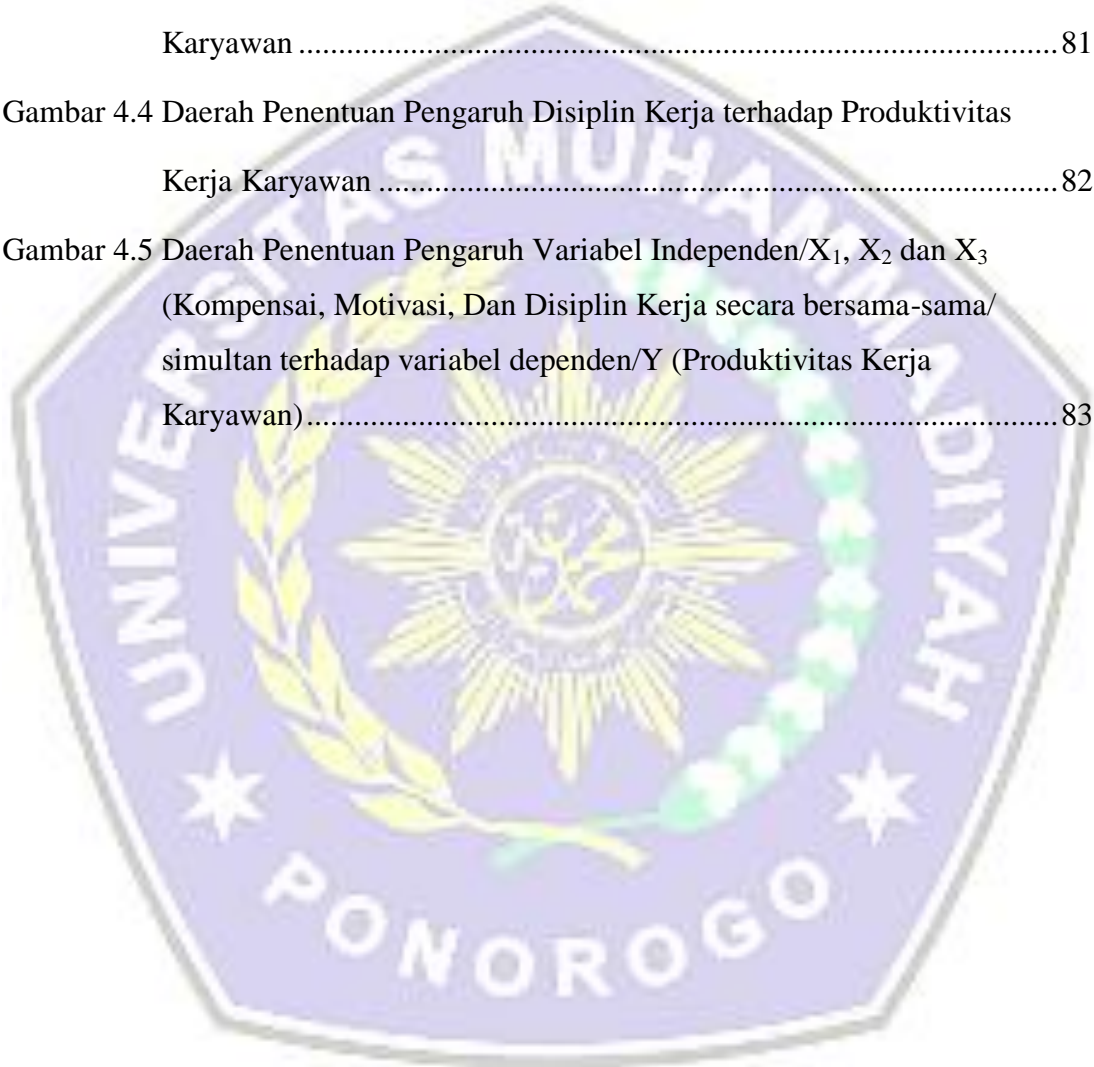 Karyawan ................................................................................................ 81
Gambar 4.4 Daerah Penentuan Pengaruh Disiplin Kerja terhadap Produktivitas
Kerja Karyawan ...................................................................................... 82
Gambar 4.5 Daerah Penentuan Pengaruh Variabel Independen/X₁, X₂ dan X₃
(Kompensai, Motivasi, Dan Disiplin Kerja secara bersama-sama/
simultan terhadap variabel dependen/Y (Produktivitas Kerja
Karyawan) ............................................................................................... 83
UNIVERSITAS MUHAMMADIYAH
PONOROGO